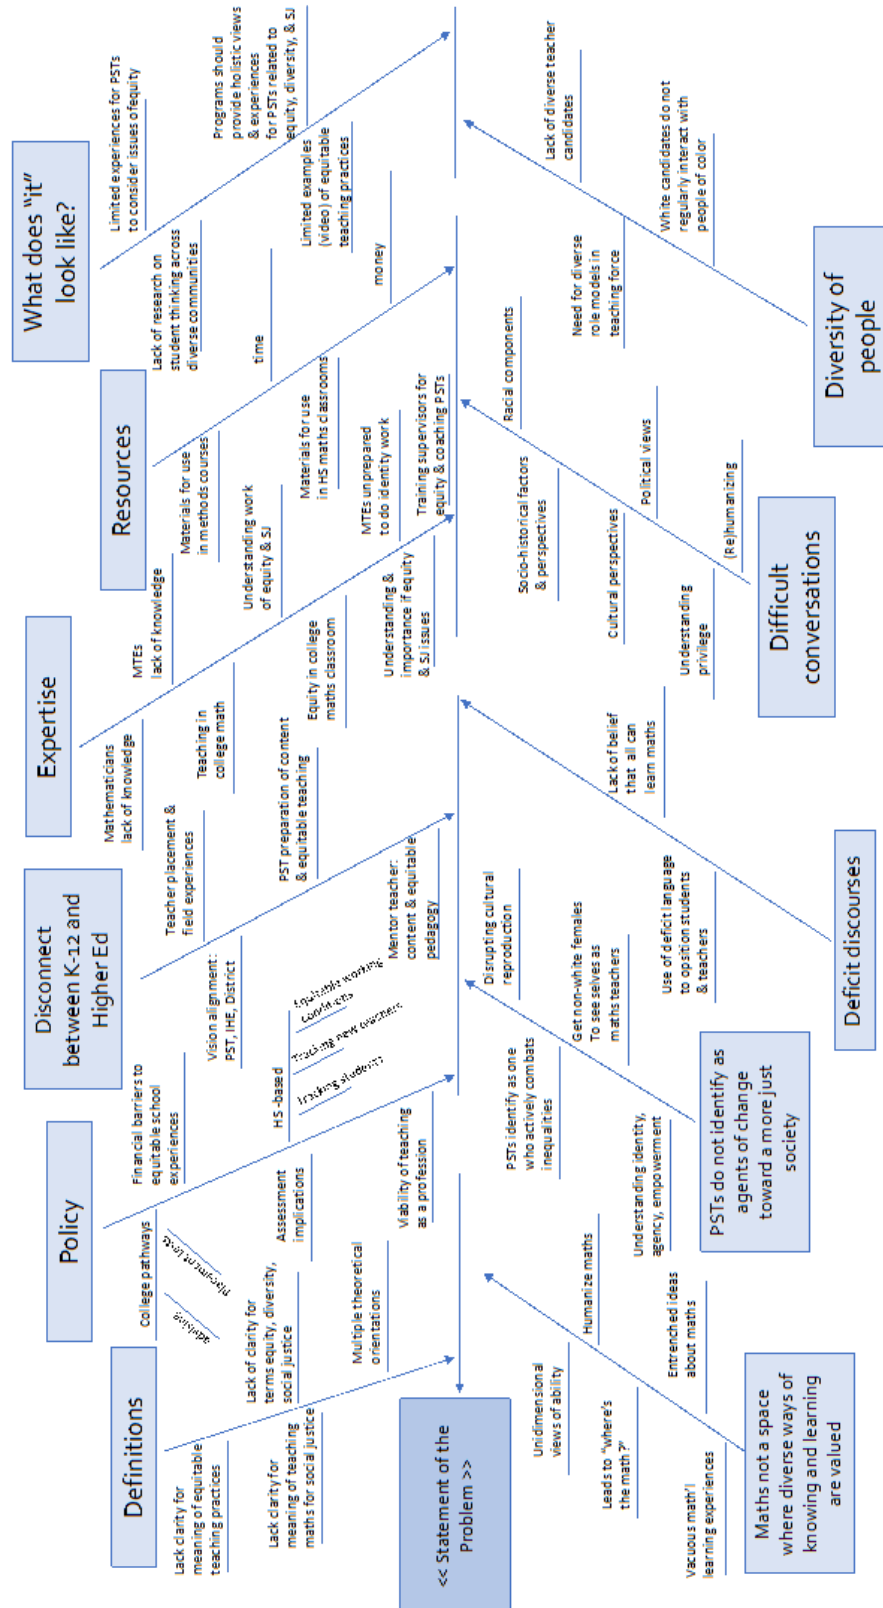 What does "it"
look like?
Limited experiences for PSTs
to consider issues ofequity
Programs should
provide holistic views
& experiences
for PSTs related to
equity, diversity, & SJ
Lack of research on
student thinking across
diverse communities
Limited examples
(video) of equitable
teaching practices
Resources
time
money
Materials for use
in methods courses
Materials for use
in HS maths classrooms
Expertise
MTEs
lack of knowledge
Understanding work
of equity & SJ
MTEs unprepared
to do identity work
Training supervisors for
equity & coaching PSTs
Mathematicians
lack of knowledge
Teaching in
college math
Equity in college
maths classroom
Understanding &
importance if equity
& SJ issues
Disconnect
between K-12 and
Higher Ed
Teacher placement &
field experiences
PST preparation of content
& equitable teaching
Vision alignment:
PST, IHE, District
Mentor teacher:
content & equitable
pedagogy
Policy
Financial barriers to
equitable school
experiences
HS-based
Equitable working
conditions
Tracking new teachers
Tracking students
College pathways
Placement tests
advising
Assessment
implications
Viability of teaching
as a profession
Definitions
Lack of clarity for
terms equity, diversity,
social justice
Multiple theoretical
orientations
Lack clarity for
meaning of equitable
teaching practices
Lack clarity for
meaning of teaching
maths for social justice
<< Statement of the
Problem >>
Lack of diverse teacher
candidates
White candidates do not
regularly interact with
people of color
Need for diverse
role models in
teaching force
Diversity of
people
Racial components
Political views
(Re)humanizing
Socio-historical factors
& perspectives
Cultural perspectives
Understanding
privilege
Difficult
conversations
Lack of belief
that all can
learn maths
Use of deficit language
to opsition students
& teachers
Deficit discourses
Disrupting cultural
reproduction
Get non-white females
To see selves as
maths teachers
PSTs identify as one
who actively combats
inequalities
Understanding identity,
agency, empowerment
PSTs do not identify as
agents of change
toward a more just
society
Humanize maths
Entrenched ideas
about maths
Unidimensional
views of ability
Leads to "where's
the math?"
Vacuous math'l
learning experiences
Maths not a space
where diverse ways of
knowing and learning
are valued